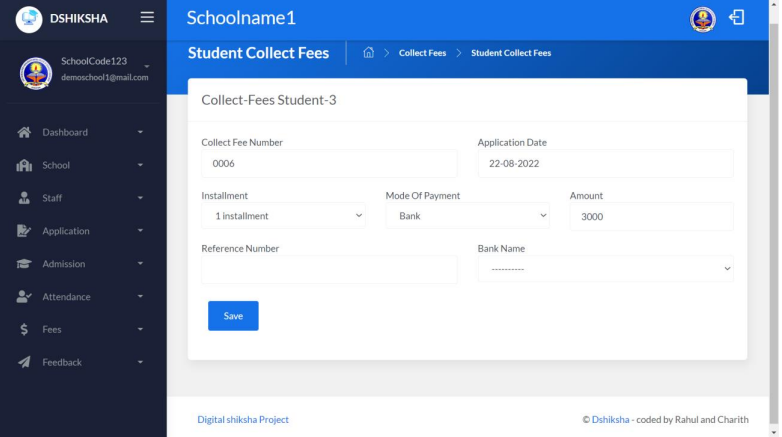 DSHIKSHA
Schoolname1
SchoolCode123
demoschool1@mail.com
Student Collect Fees
> Collect Fees > Student Collect Fees
Collect-Fees Student-3
Dashboard
School
Staff
Application
Admission
Attendance
Fees
Feedback
Collect Fee Number
Application Date
0006
22-08-2022
Installment
Mode Of Payment
Amount
1 installment
Bank
3000
Reference Number
Bank Name
----------
Save
Digital shiksha Project
© Dshiksha - coded by Rahul and Charith